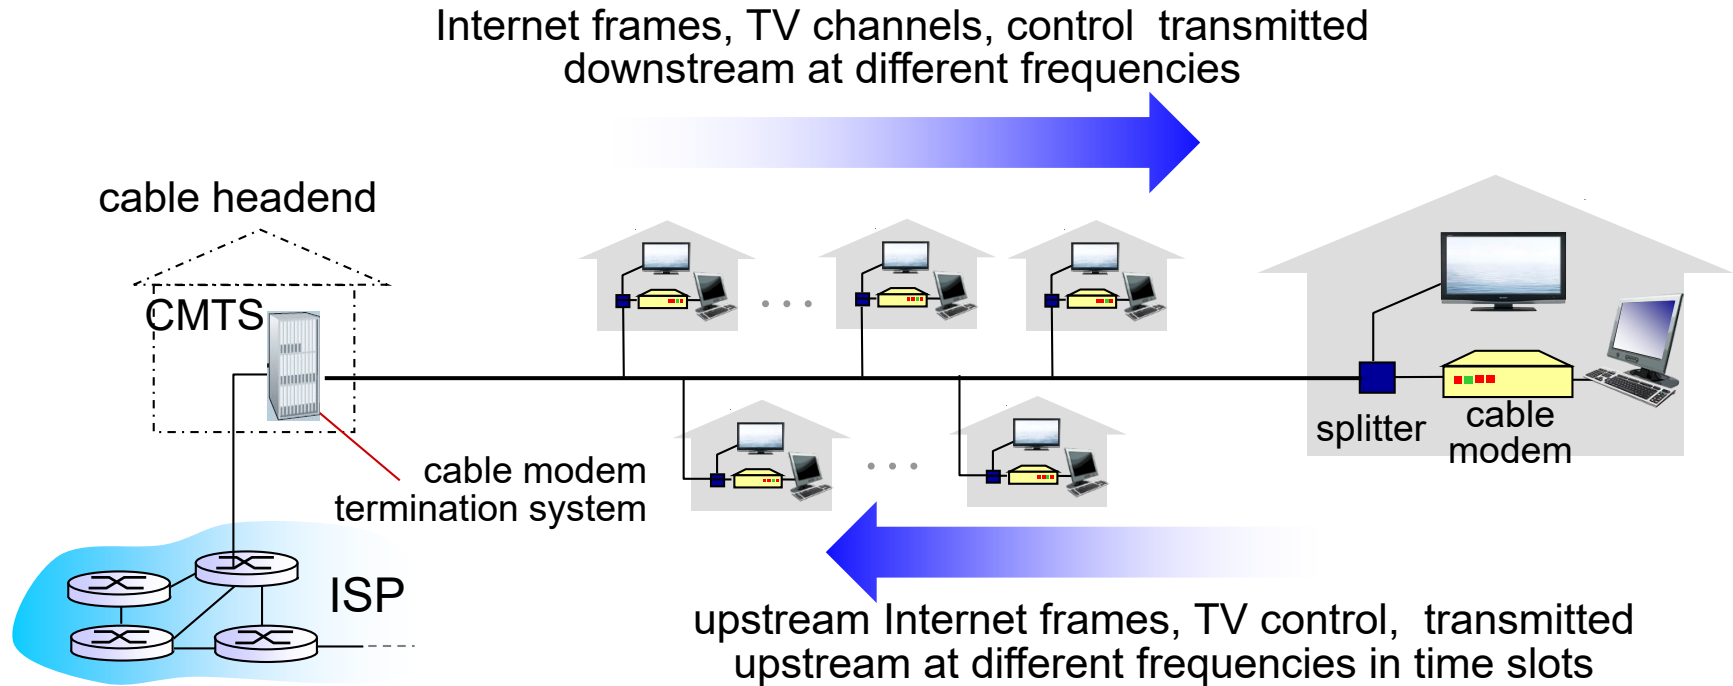 Internet frames, TV channels, control  transmitted
downstream at different frequencies
cable headend
CMTS
cable modem
termination system
splitter
cable
modem
ISP
upstream Internet frames, TV control,  transmitted
upstream at different frequencies in time slots